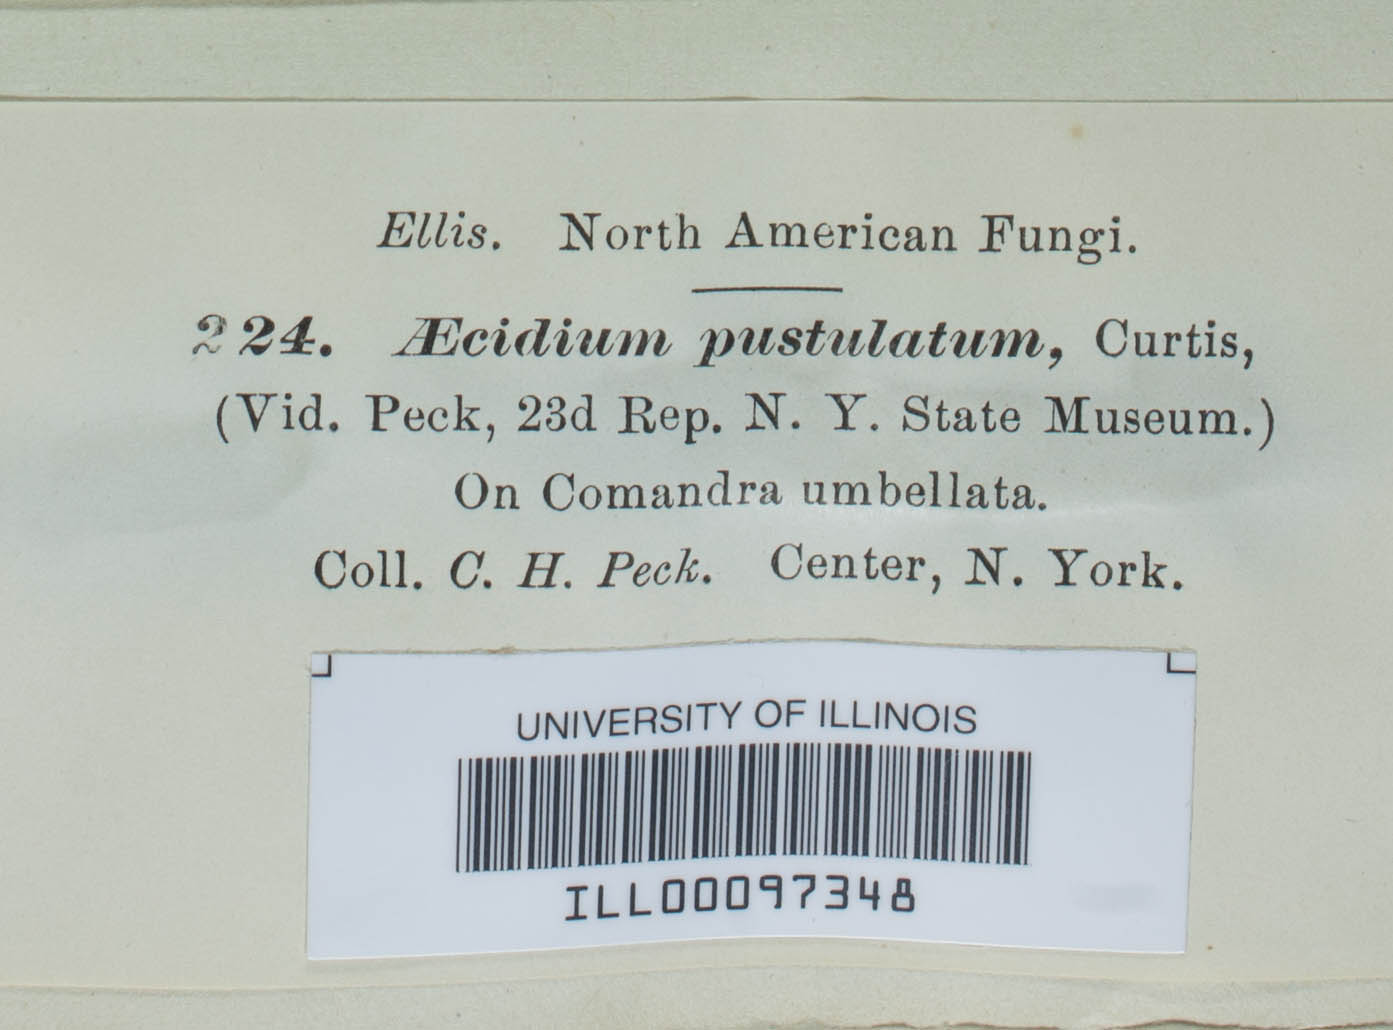 Ellis. North American Fungi.
224. Æcidium pustulatum, Curtis,
(Vid. Peck, 23d Rep. N. Y. State Museum.)
On Comandra umbellata.
Coll. C. H. Peck. Center, N. York.
UNIVERSITY OF ILLINOIS
ILL00097348